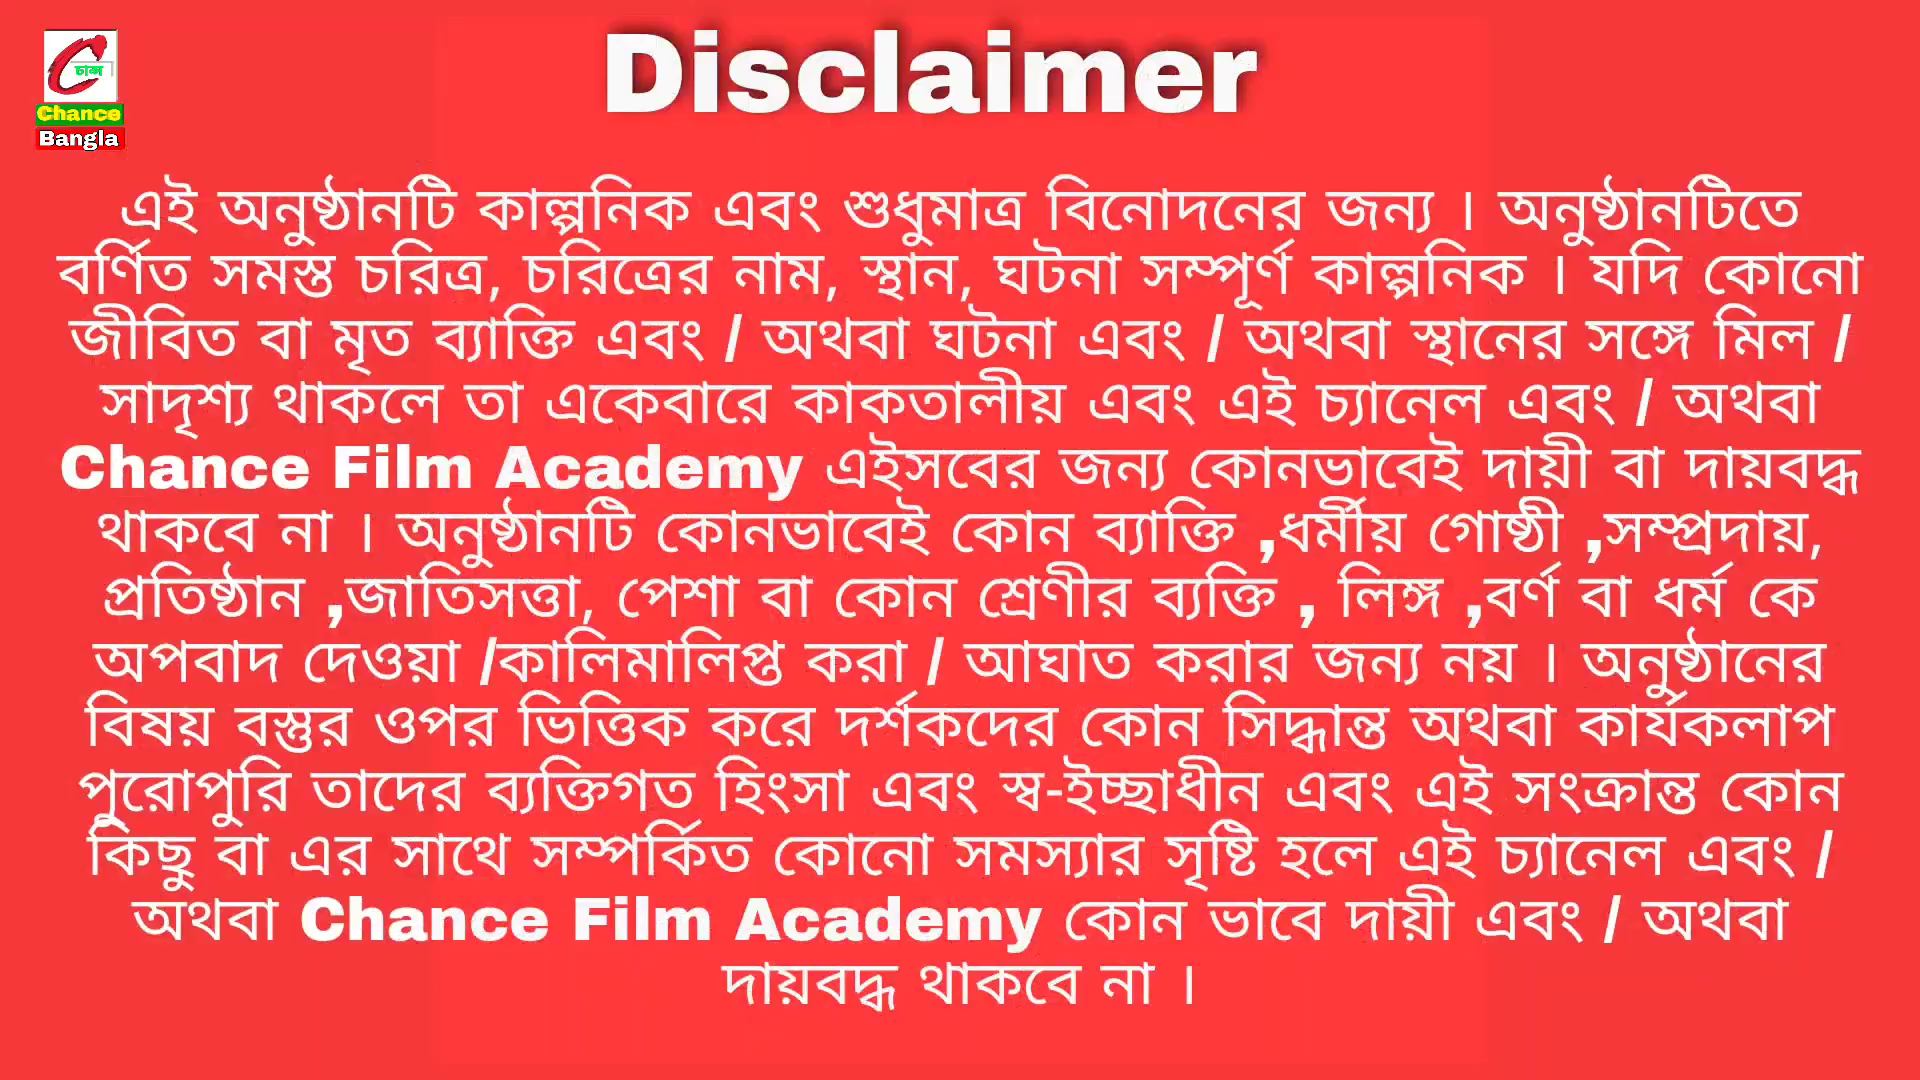 Disclaimer
চান্স
Chance
Bangla
এই অনুষ্ঠানটি কাল্পনিক এবং শুধুমাত্র বিনোদনের জন্য । অনুষ্ঠানটিতে
বর্ণিত সমস্ত চরিত্র, চরিত্রের নাম, স্থান, ঘটনা সম্পূর্ণ কাল্পনিক । যদি কোনো
জীবিত বা মৃত ব্যাক্তি এবং / অথবা ঘটনা এবং / অথবা স্থানের সঙ্গে মিল /
সাদৃশ্য থাকলে তা একেবারে কাকতালীয় এবং এই চ্যানেল এবং / অথবা
Chance Film Academy এইসবের জন্য কোনভাবেই দায়ী বা দায়বদ্ধ
থাকবে না । অনুষ্ঠানটি কোনভাবেই কোন ব্যাক্তি ,ধর্মীয় গোষ্ঠী ,সম্প্রদায়,
প্রতিষ্ঠান ,জাতিসত্তা, পেশা বা কোন শ্রেণীর ব্যক্তি , লিঙ্গ ,বর্ণ বা ধর্ম কে
অপবাদ দেওয়া /কালিমালিপ্ত করা / আঘাত করার জন্য নয় । অনুষ্ঠানের
বিষয় বস্তুর ওপর ভিত্তিক করে দর্শকদের কোন সিদ্ধান্ত অথবা কার্যকলাপ
পুরোপুরি তাদের ব্যক্তিগত হিংসা এবং স্ব-ইচ্ছাধীন এবং এই সংক্রান্ত কোন
কিছু বা এর সাথে সম্পর্কিত কোনো সমস্যার সৃষ্টি হলে এই চ্যানেল এবং /
অথবা Chance Film Academy কোন ভাবে দায়ী এবং / অথবা
দায়বদ্ধ থাকবে না ।